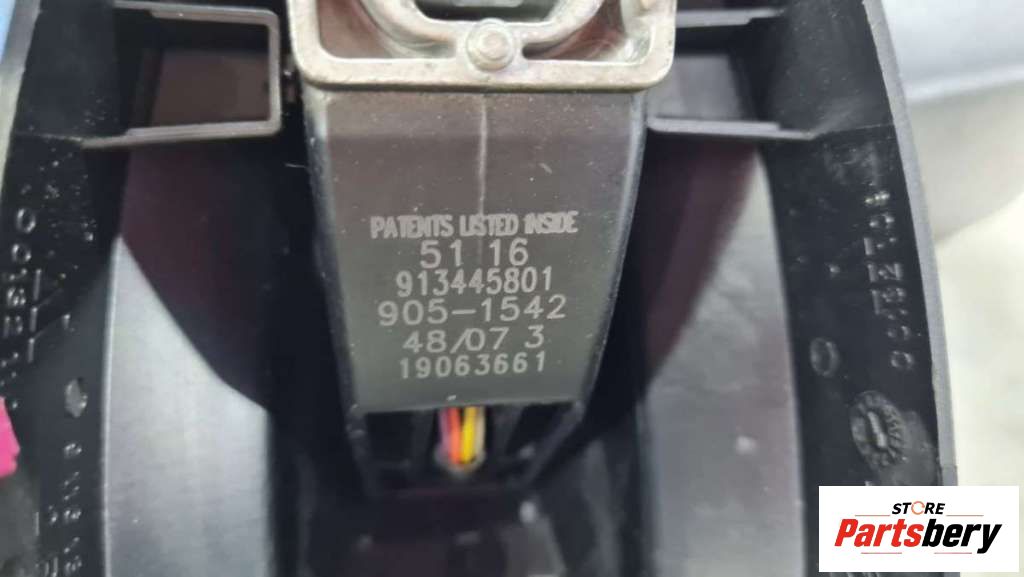 PATENTS LISTED INSIDE
51 16
913445801
905-1542
48/07 3
19063661
STORE
Partsbery